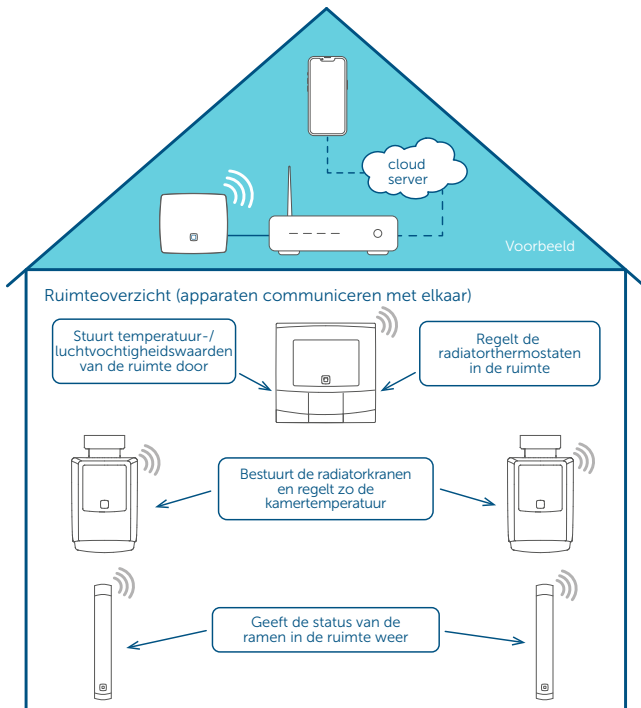 cloud
server
Voorbeeld
Ruimteoverzicht (apparaten communiceren met elkaar)
Stuurt temperatuur-/
luchtvochtigheidswaarden
van de ruimte door
Regelt de
radiatorthermostaten
in de ruimte
Bestuurt de radiatorkranen
en regelt zo de
kamertemperatuur
Geeft de status van de
ramen in de ruimte weer